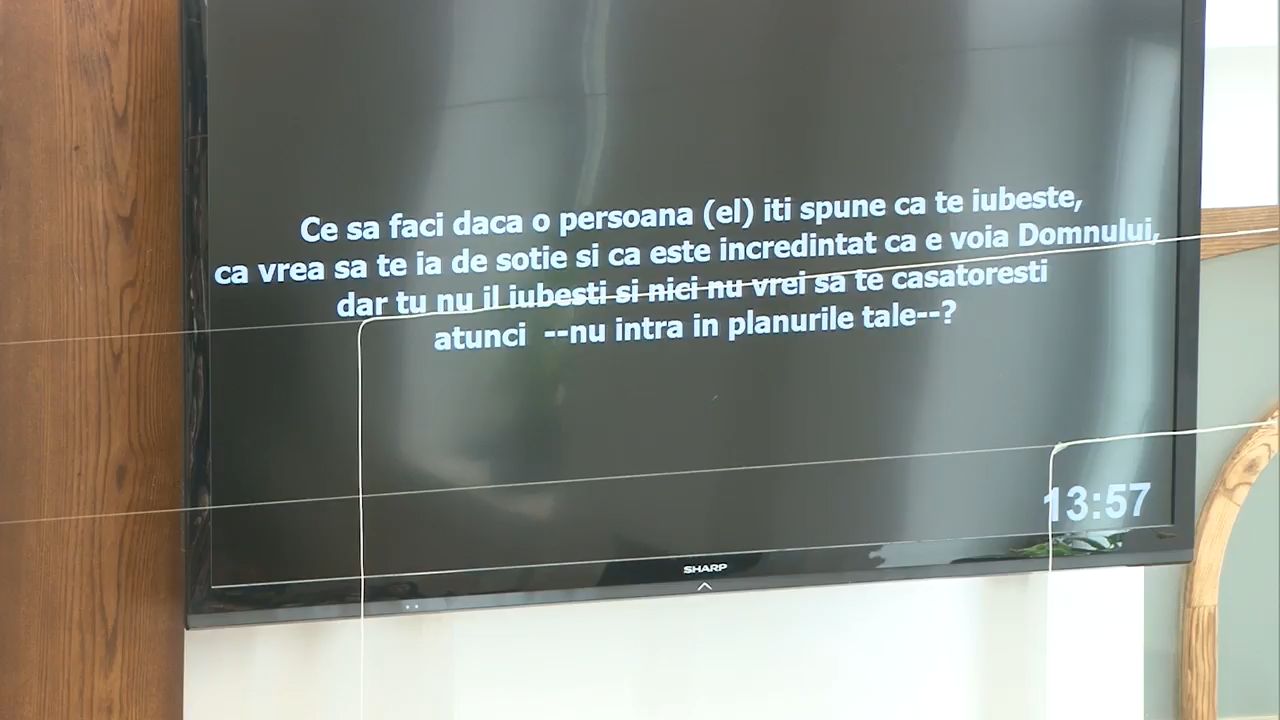 Ce sa faci daca o persoana (el) iti spune ca te iubeste,
ca vrea sa te ia de sotie si ca este incredintat ca e voia Domnului,
dar tu nu il iubesti si nici nu vrei sa te casatoresti
atunci --nu intra in planurile tale--?
13:57
SHARP